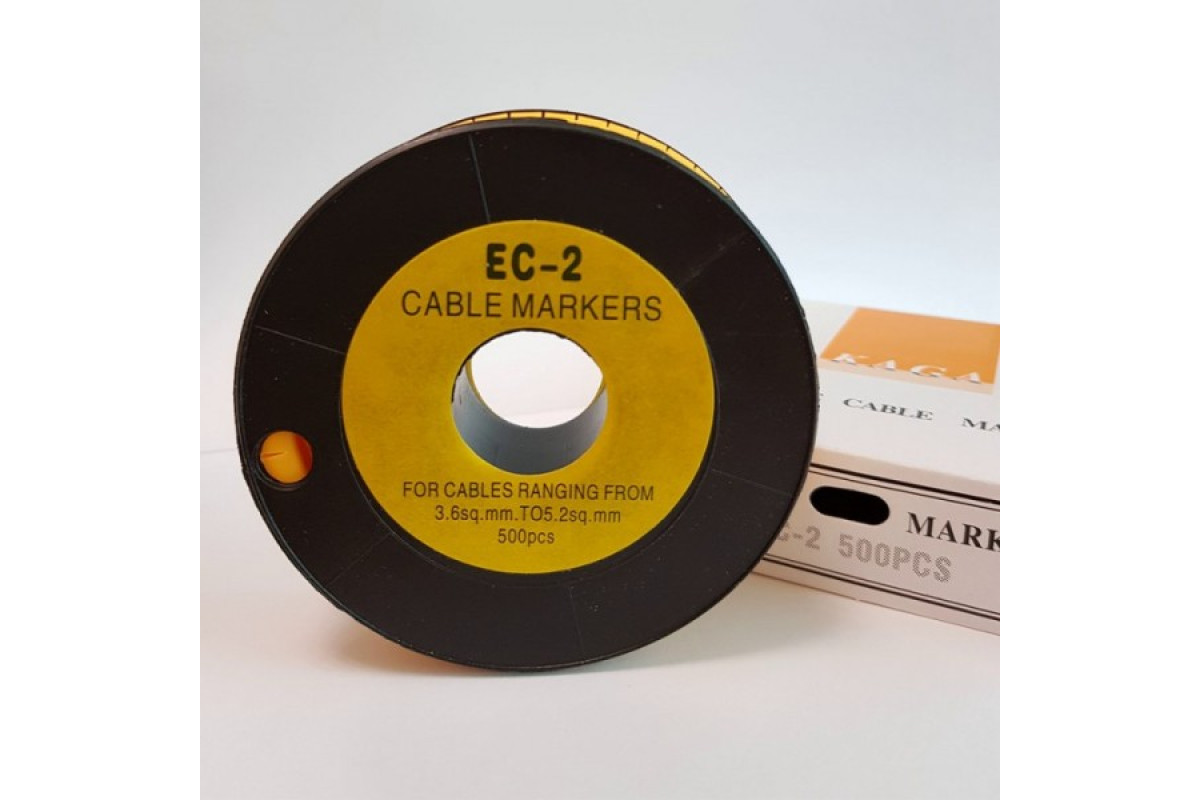 EC-2
CABLE MARKERS
FOR CABLES RANGING FROM
3.6sq.mm.TO5.2sq.mm
500pcs
KAGA
CABLE
MARK
-2 500PCS